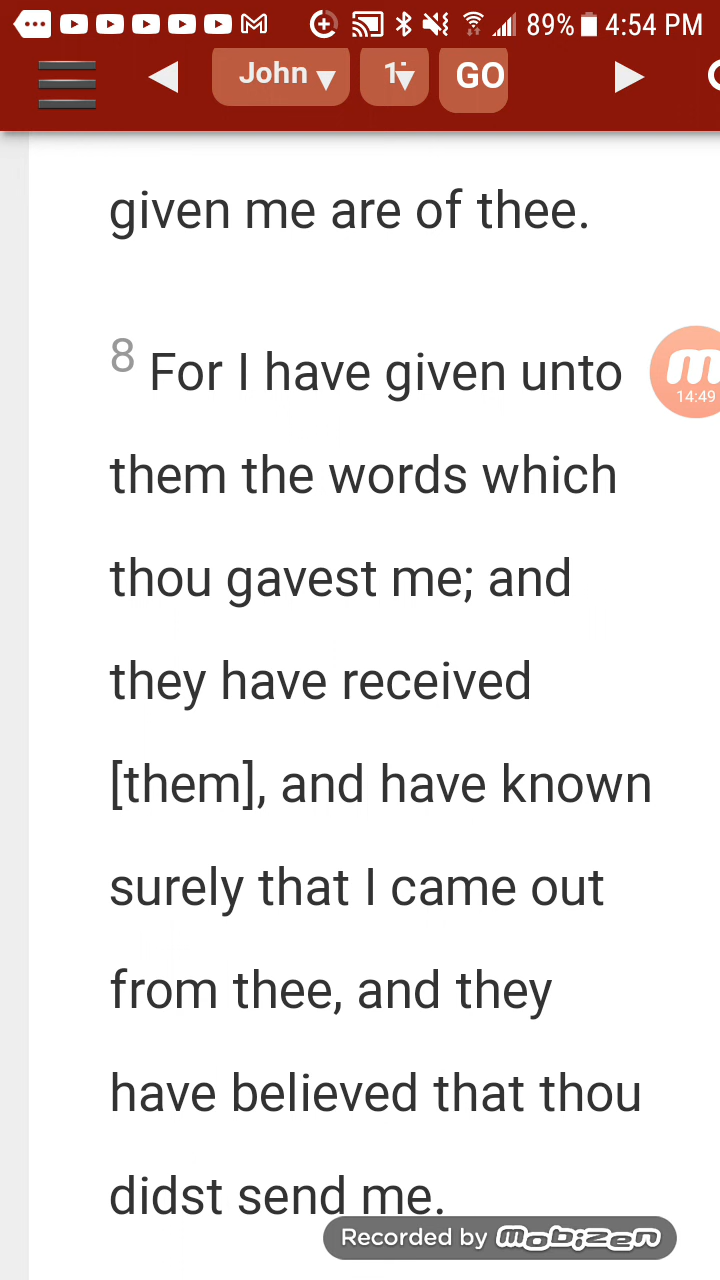 89% 4:54 PM
John 1 GO
given me are of thee.
8 For I have given unto
m
14:49
them the words which
thou gavest me; and
they have received
[them], and have known
surely that I came out
from thee, and they
have believed that thou
didst send me.
Recorded by mobizen